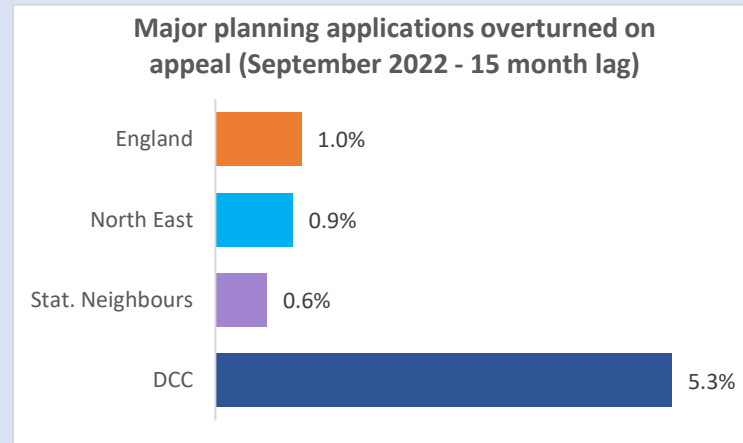 Major planning applications overturned on
appeal (September 2022 - 15 month lag)
England
1.0%
North East
0.9%
Stat. Neighbours
0.6%
DCC
5.3%